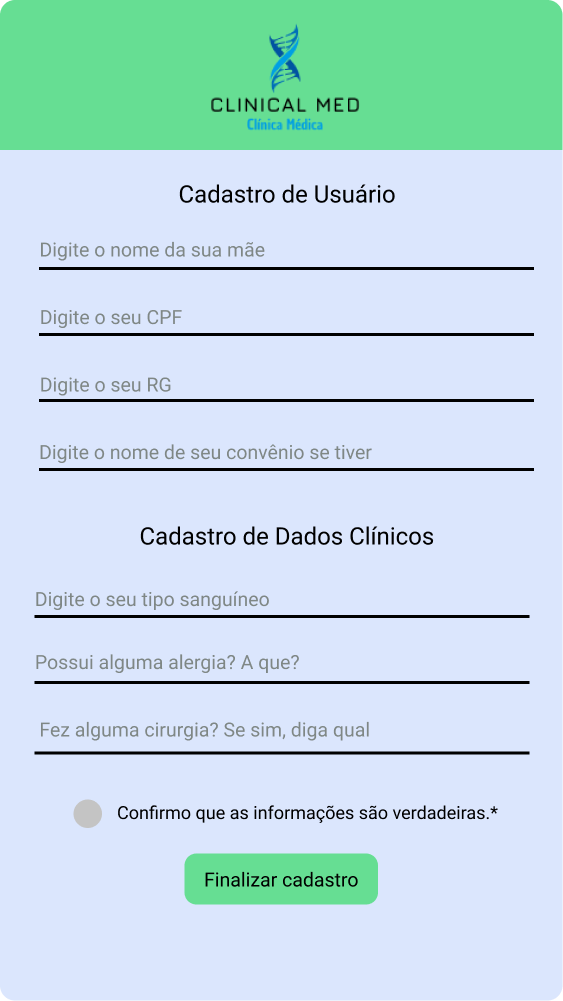 CLINICAL MED
Clínica Médica
Cadastro de Usuário
Digite o nome da sua mãe
Digite o seu CPF
Digite o seu RG
Digite o nome de seu convênio se tiver
Cadastro de Dados Clínicos
Digite o seu tipo sanguíneo
Possui alguma alergia? A que?
Fez alguma cirurgia? Se sim, diga qual
Confirmo que as informações são verdadeiras.*
Finalizar cadastro